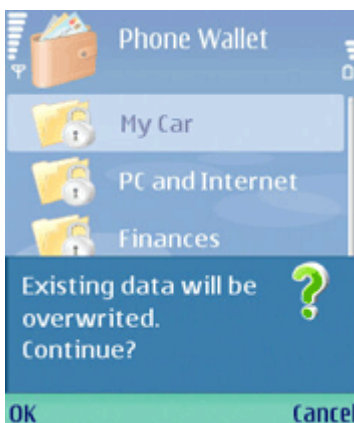 Phone Wallet
My Car
PC and Internet
Finances
Existing data will be
overwrited.
Continue?
OK Cancel